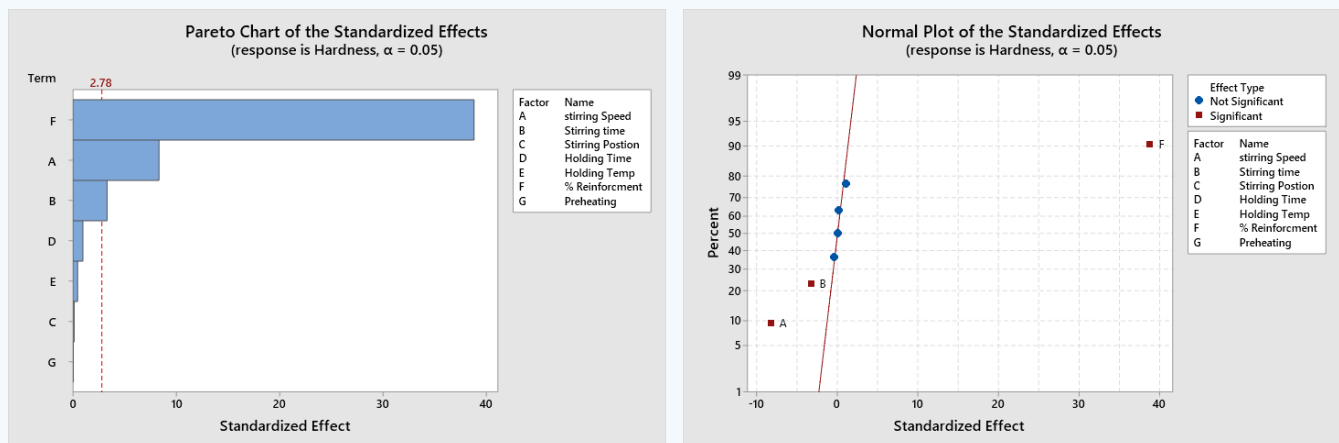 Pareto Chart of the Standardized Effects
(response is Hardness, α = 0.05)
Term
2.78
F
A
B
D
E
C
G
0 10 20 30 40
Standardized Effect
Factor Name
A stirring Speed
B Stirring time
C Stirring Postion
D Holding Time
E Holding Temp
F % Reinforcment
G Preheating
Normal Plot of the Standardized Effects
(response is Hardness, α = 0.05)
Percent
99
95
90
80
70
60
50
40
30
20
10
5
1
F
B
A
-10 0 10 20 30 40
Standardized Effect
Effect Type
Not Significant
Significant
Factor Name
A stirring Speed
B Stirring time
C Stirring Postion
D Holding Time
E Holding Temp
F % Reinforcment
G Preheating